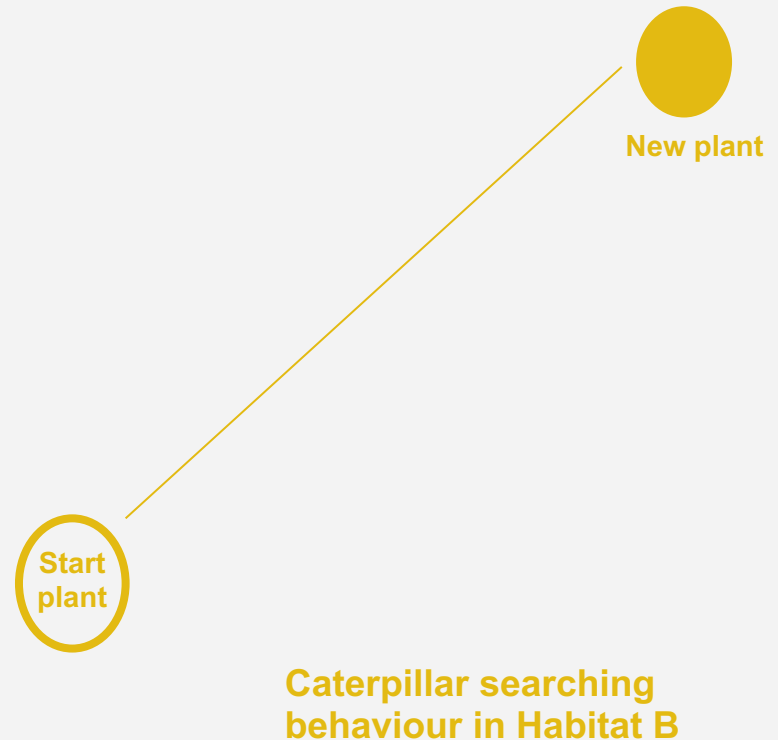 New plant
Start
plant
Caterpillar searching
behaviour in Habitat B